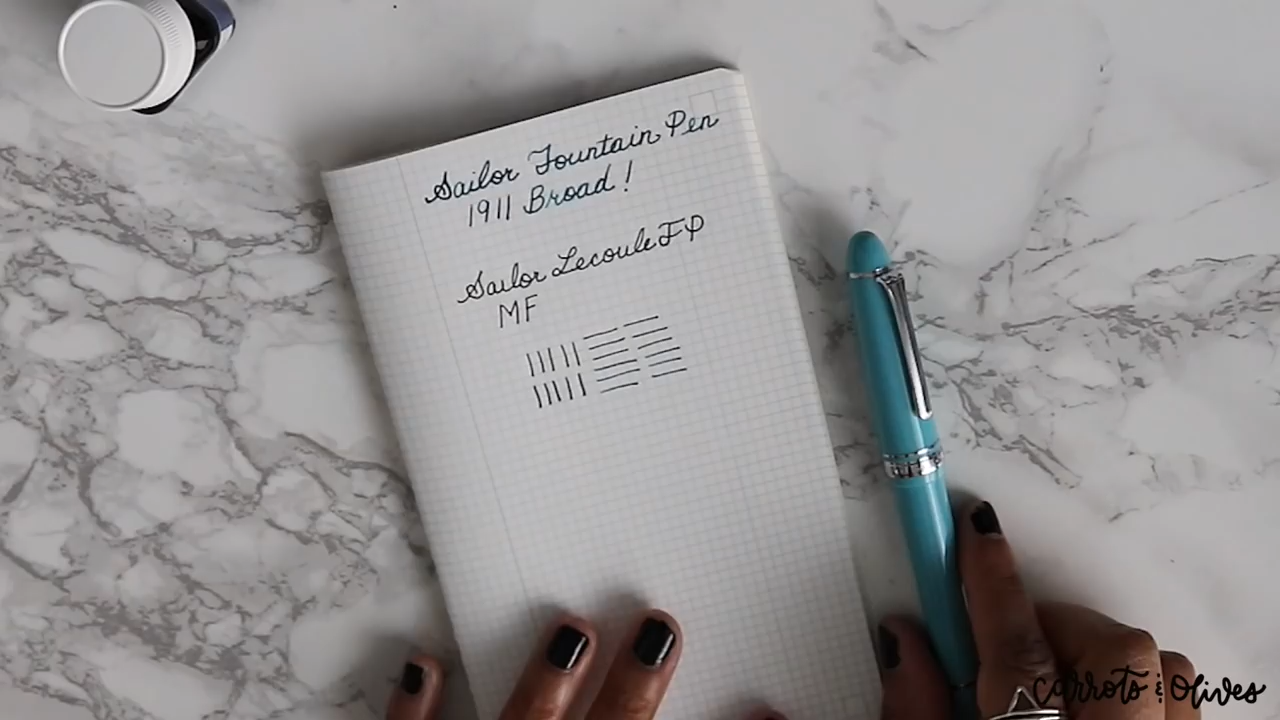 Sailor Fountain Pen
1911 Broad!
Sailor Lecoule FP
MF
carrots & Olives